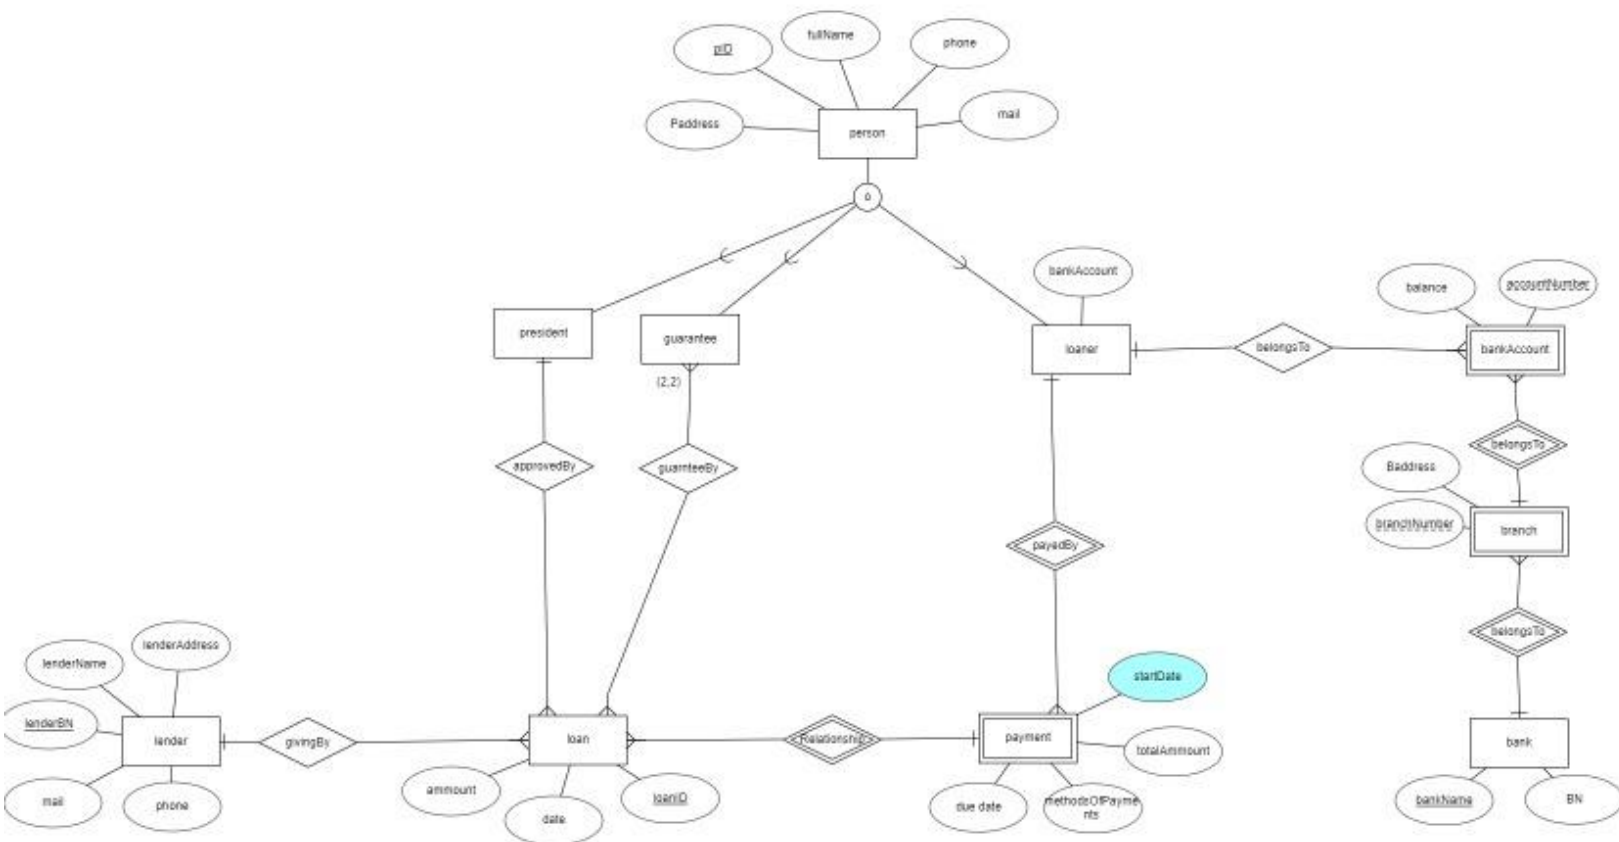 fullName
phone
pID
mail
Paddress
person
o
bankAccount
balance
accountNumber
president
guarantee
loaner
belongsTo
bankAccount
(2,2)
approvedBy
guarnteeBy
belongsTo
Baddress
branchNumber
branch
payedBy
belongsTo
lenderAddress
lenderName
startDate
lenderBN
lender
givingBy
loan
Relationship
payment
totalAmmount
bank
ammount
loanID
mail
phone
date
due date
methodsOfPayme
nts
bankName
BN